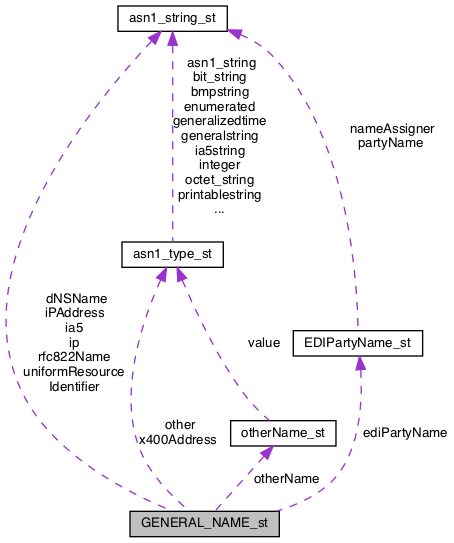 asn1_string_st
asn1_string
bit_string
bmpstring
enumerated
generalizedtime
generalstring
ia5string
integer
octet_string
printablestring
...
nameAssigner
partyName
asn1_type_st
dNSName
iPAddress
ia5
ip
rfc822Name
uniformResource
Identifier
value
EDIPartyName_st
other
x400Address
otherName_st
ediPartyName
otherName
GENERAL_NAME_st